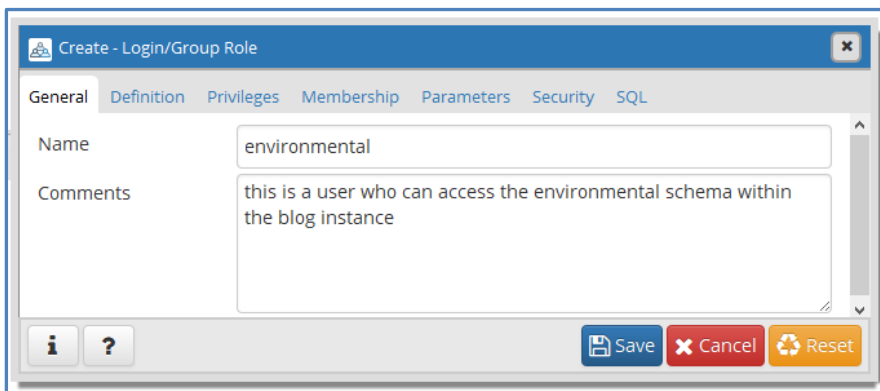 Create - Login/Group Role
General Definition Privileges Membership Parameters Security SQL
Name
environmental
Comments
this is a user who can access the environmental schema within
the blog instance
i ? Save Cancel Reset